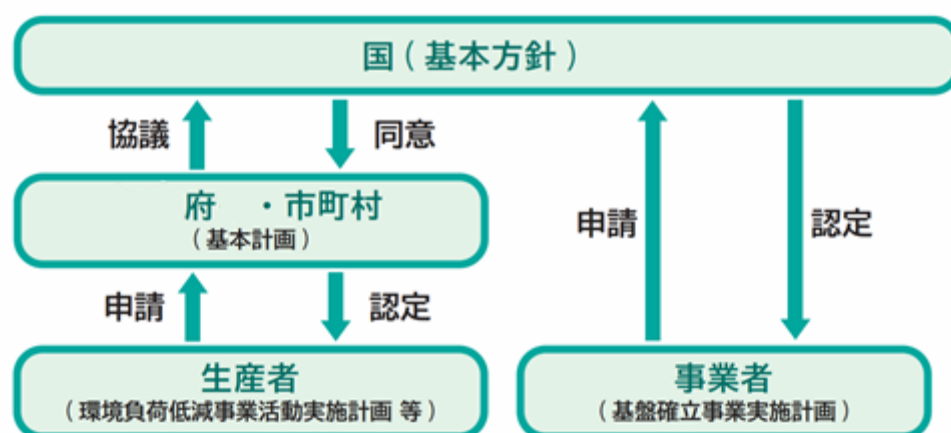 国（基本方針）
協議
同意
府　・市町村
（基本計画）
申請
認定
申請
認定
生産者
（環境負荷低減事業活動実施計画 等）
事業者
（基盤確立事業実施計画）